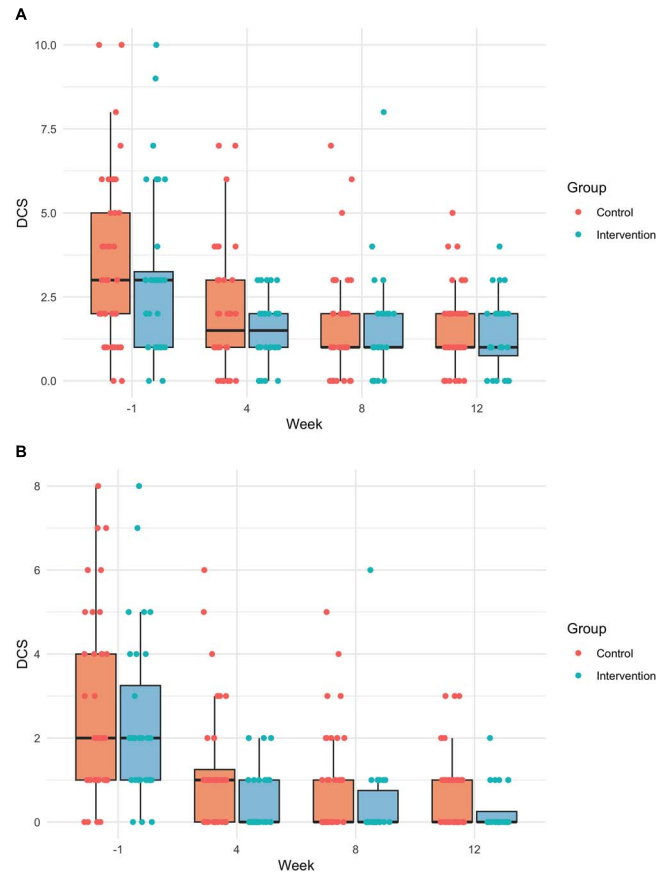 A
10.0
7.5
5.0
2.5
0.0
DCS
-1 4 8 12
Week
Group
Control
Intervention
B
8
6
4
2
0
DCS
-1 4 8 12
Week
Group
Control
Intervention